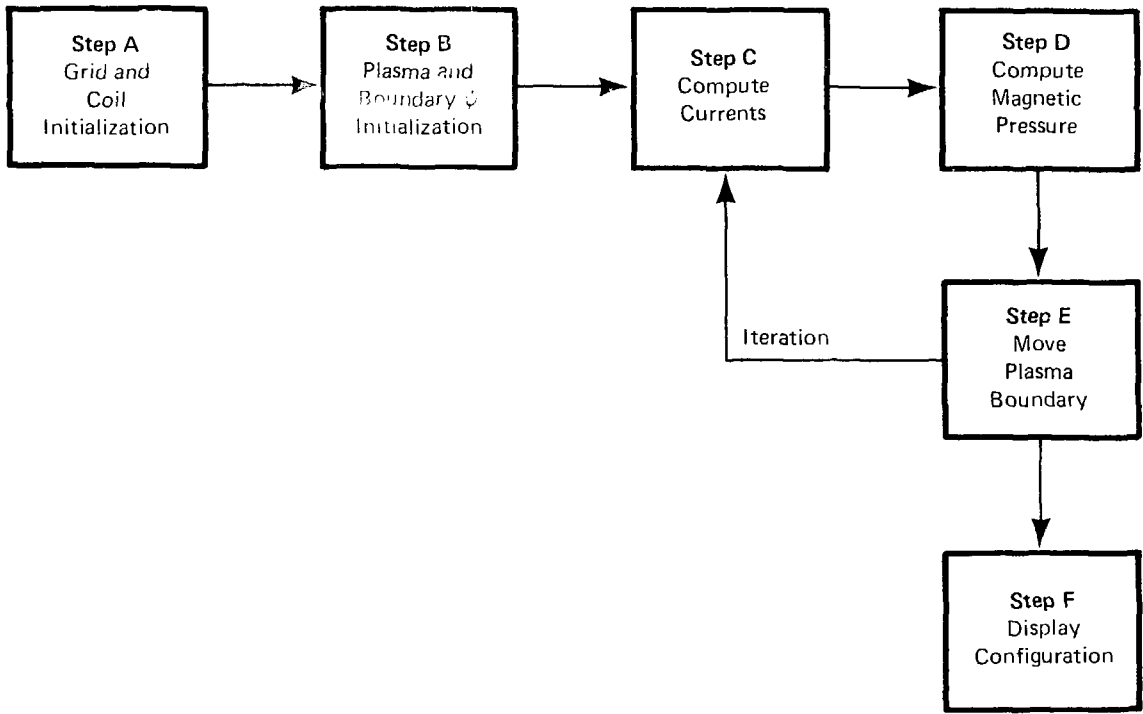 Step A
Grid and
Coil
Initialization
Step B
Plasma and
Boundary ψ
Initialization
Step C
Compute
Currents
Step D
Compute
Magnetic
Pressure
Step E
Move
Plasma
Boundary
Iteration
Step F
Display
Configuration